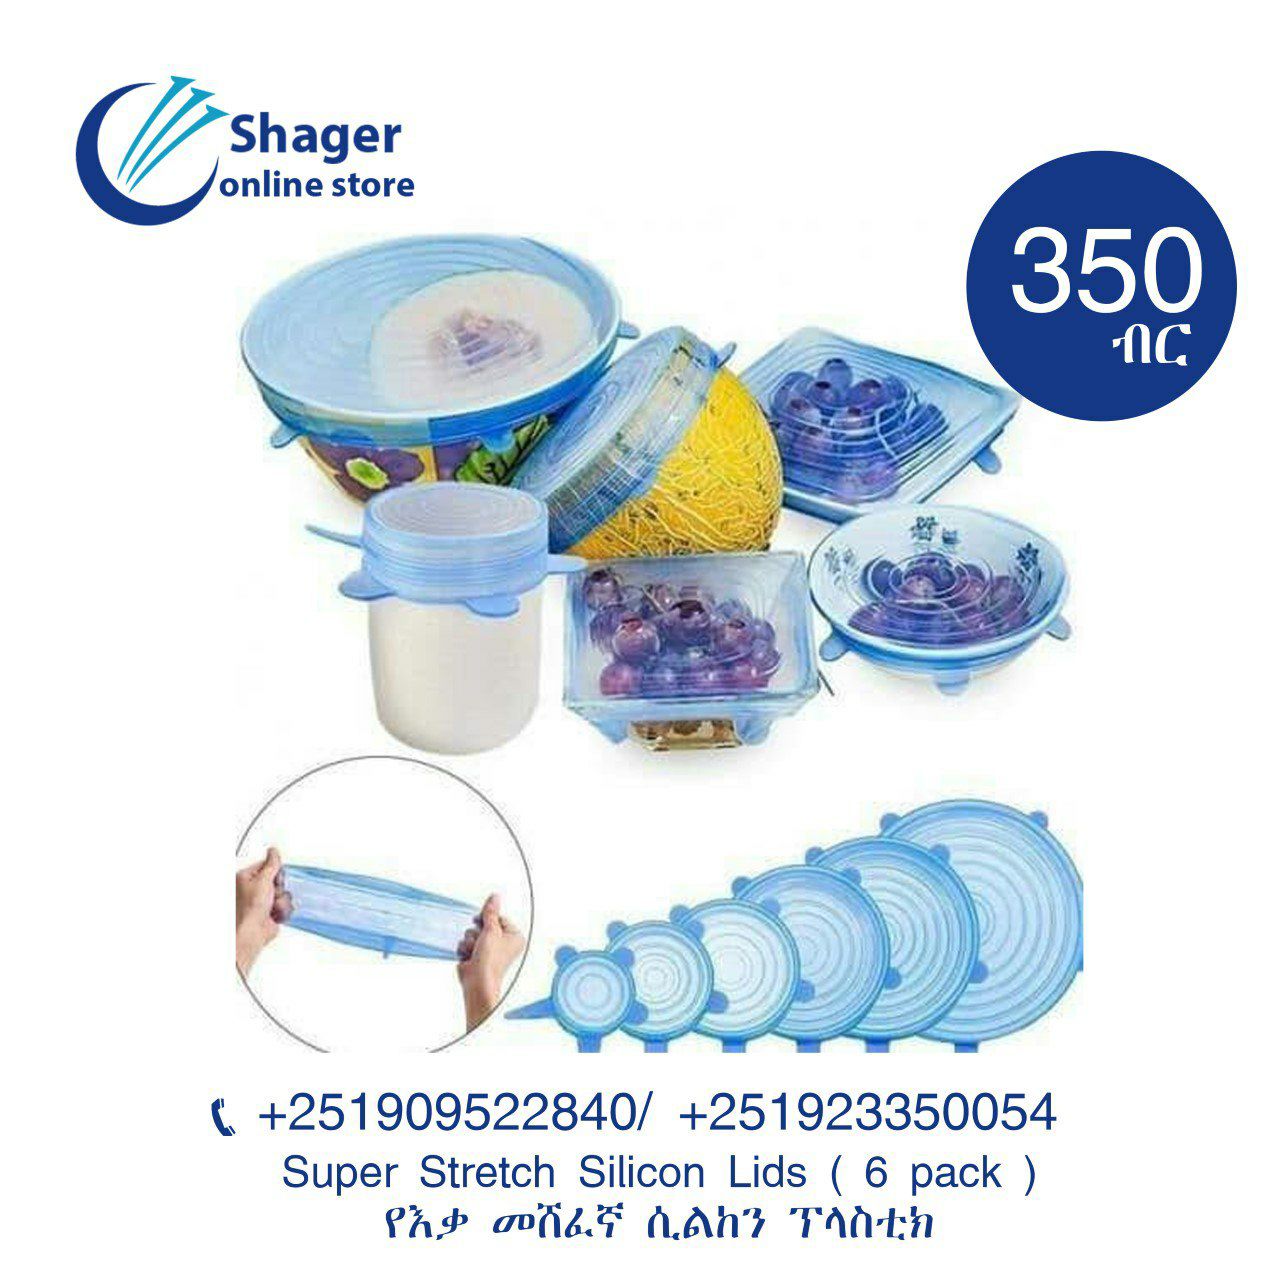 Shager
online store
350
ብር
+251909522840/ +251923350054
Super Stretch Silicon Lids ( 6 pack )
የእቃ መሸፈኛ ሲልከን ፕላስቲክ